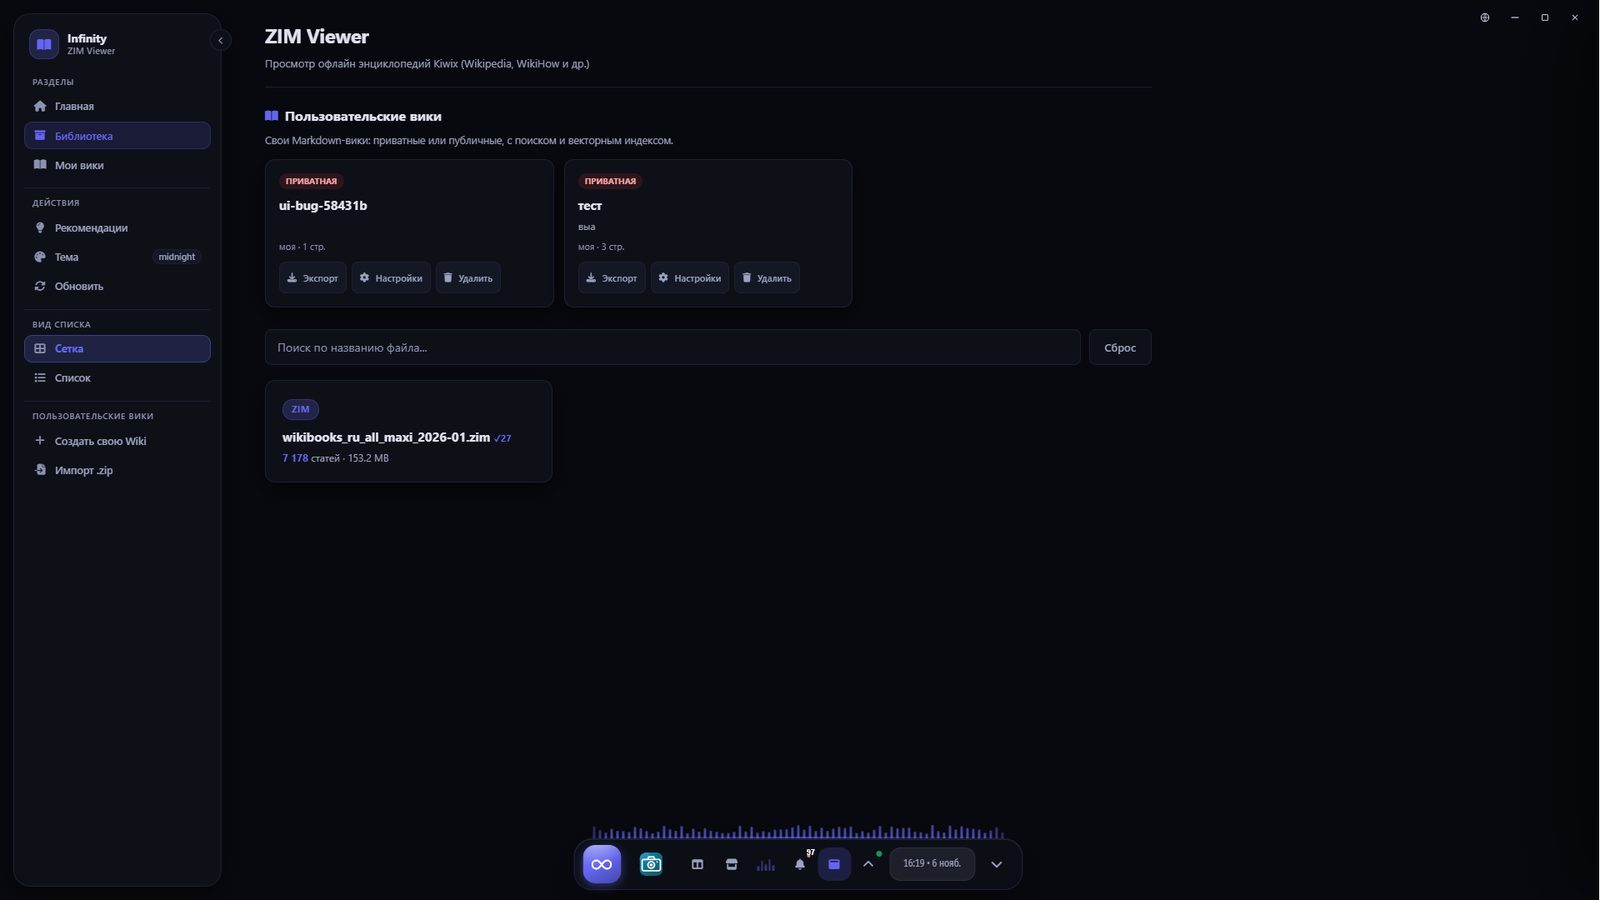 Infinity
ZIM Viewer
РАЗДЕЛЫ
Главная
Библиотека
Мои вики
ДЕЙСТВИЯ
Рекомендации
Тема midnight
Обновить
ВИД СПИСКА
Сетка
Список
ПОЛЬЗОВАТЕЛЬСКИЕ ВИКИ
Создать свою Wiki
Импорт .zip
ZIM Viewer
Просмотр офлайн энциклопедий Kiwix (Wikipedia, WikiHow и др.)
Пользовательские вики
Свои Markdown-вики: приватные или публичные, с поиском и векторным индексом.
ПРИВАТНАЯ
ui-bug-58431b
моя · 1 стр.
Экспорт Настройки Удалить
ПРИВАТНАЯ
тест
выа
моя · 3 стр.
Экспорт Настройки Удалить
Поиск по названию файла... Сброс
ZIM
wikibooks_ru_all_maxi_2026-01.zim ✓27
7 178 статей · 153.2 MB
97
16:19 • 6 нояб.